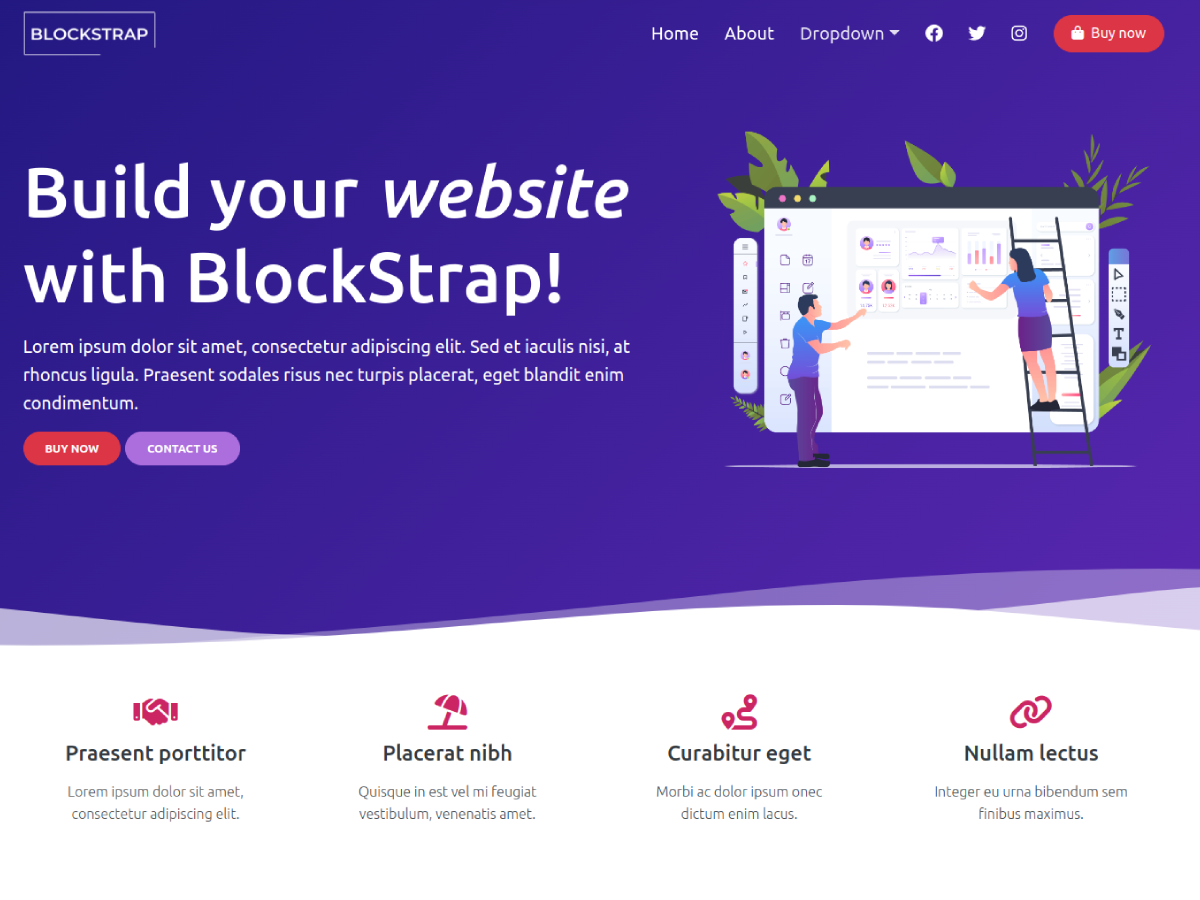 BLOCKSTRAP
Home About Dropdown Buy now
Build your website
with BlockStrap!
Lorem ipsum dolor sit amet, consectetur adipiscing elit. Sed et iaculis nisi, at
rhoncus ligula. Praesent sodales risus nec turpis placerat, eget blandit enim
condimentum.
BUY NOW CONTACT US
T
Praesent porttitor Placerat nibh Curabitur eget Nullam lectus
Lorem ipsum dolor sit amet, Quisque in est vel mi feugiat Morbi ac dolor ipsum onec Integer eu urna bibendum sem
consectetur adipiscing elit. vestibulum, venenatis amet. dictum enim lacus. finibus maximus.